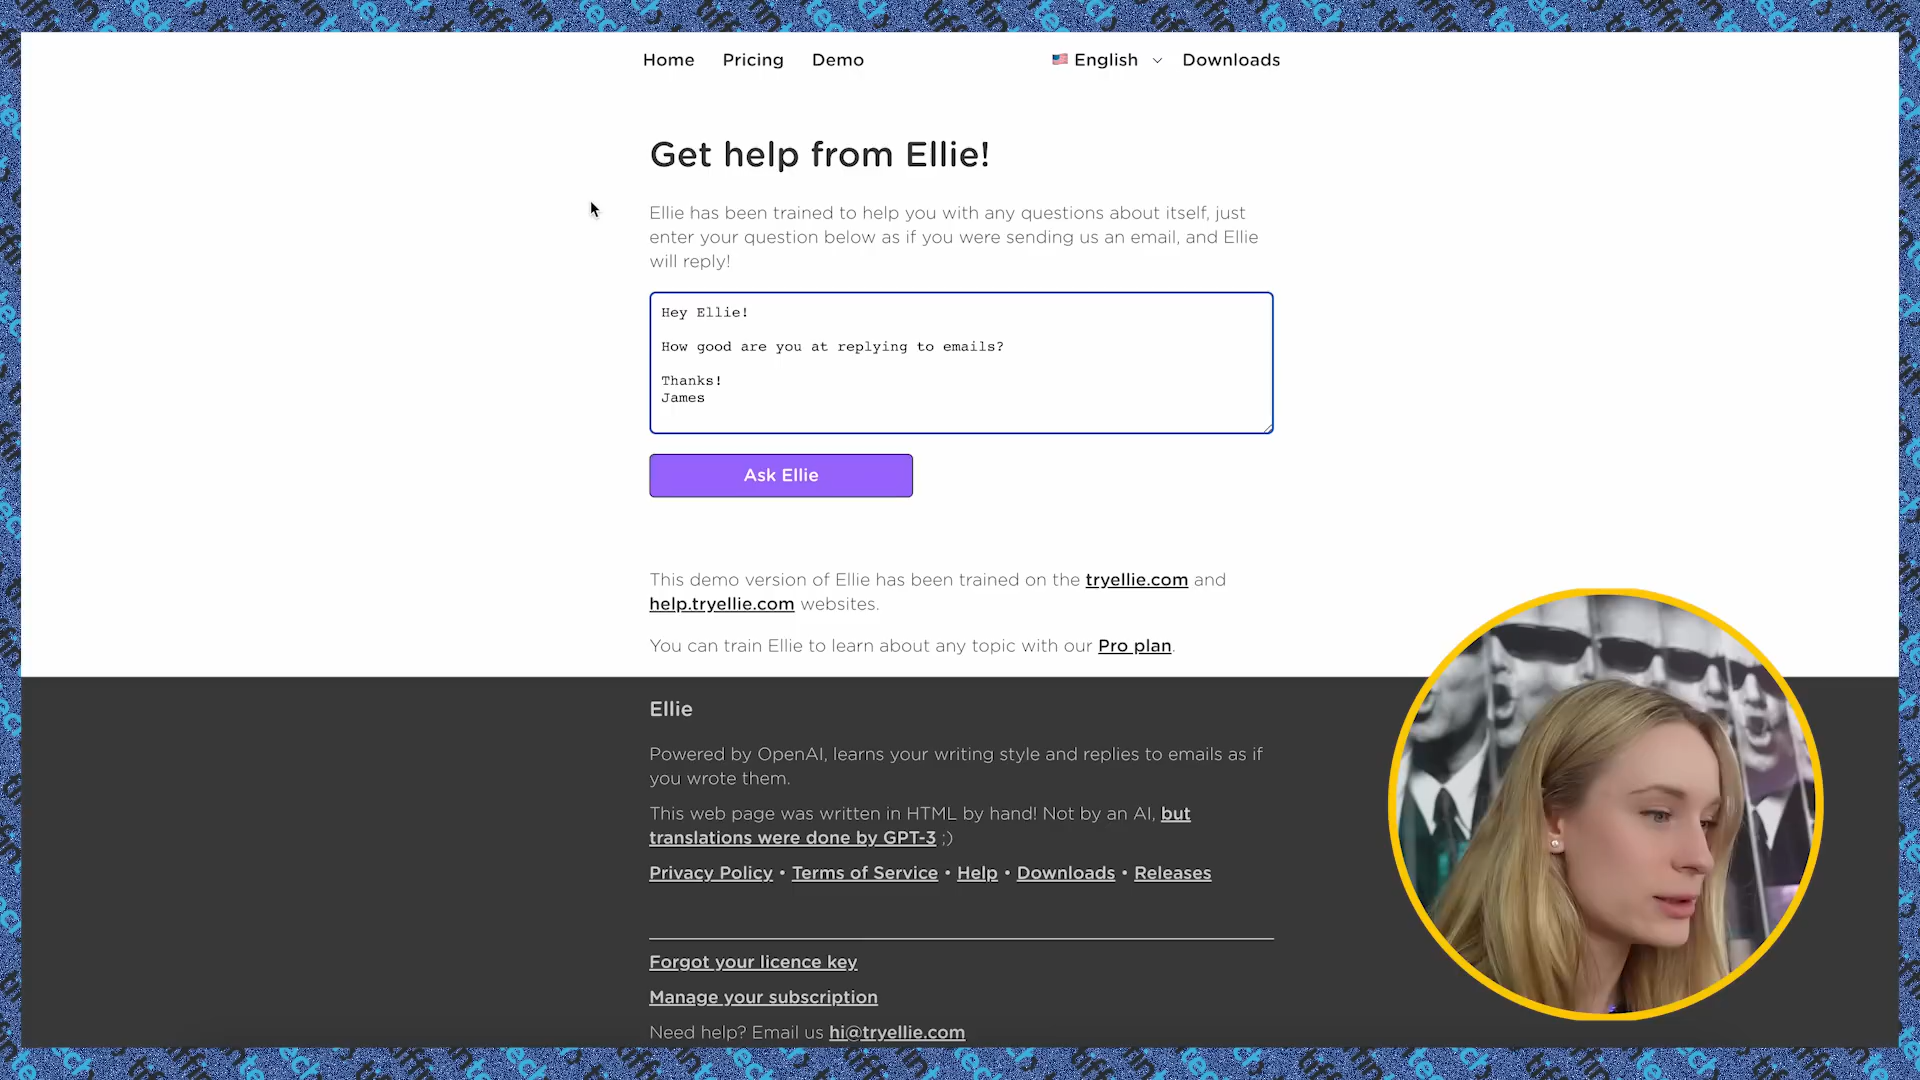 Home Pricing Demo English Downloads
Get help from Ellie!
Ellie has been trained to help you with any questions about itself, just
enter your question below as if you were sending us an email, and Ellie
will reply!
Hey Ellie!
How good are you at replying to emails?
Thanks!
James
Ask Ellie
This demo version of Ellie has been trained on the tryellie.com and
help.tryellie.com websites.
You can train Ellie to learn about any topic with our Pro plan.
Ellie
Powered by OpenAI, learns your writing style and replies to emails as if
you wrote them.
This web page was written in HTML by hand! Not by an AI, but
translations were done by GPT-3 ;)
Privacy Policy • Terms of Service • Help • Downloads • Releases
Forgot your licence key
Manage your subscription
Need help? Email us hi@tryellie.com